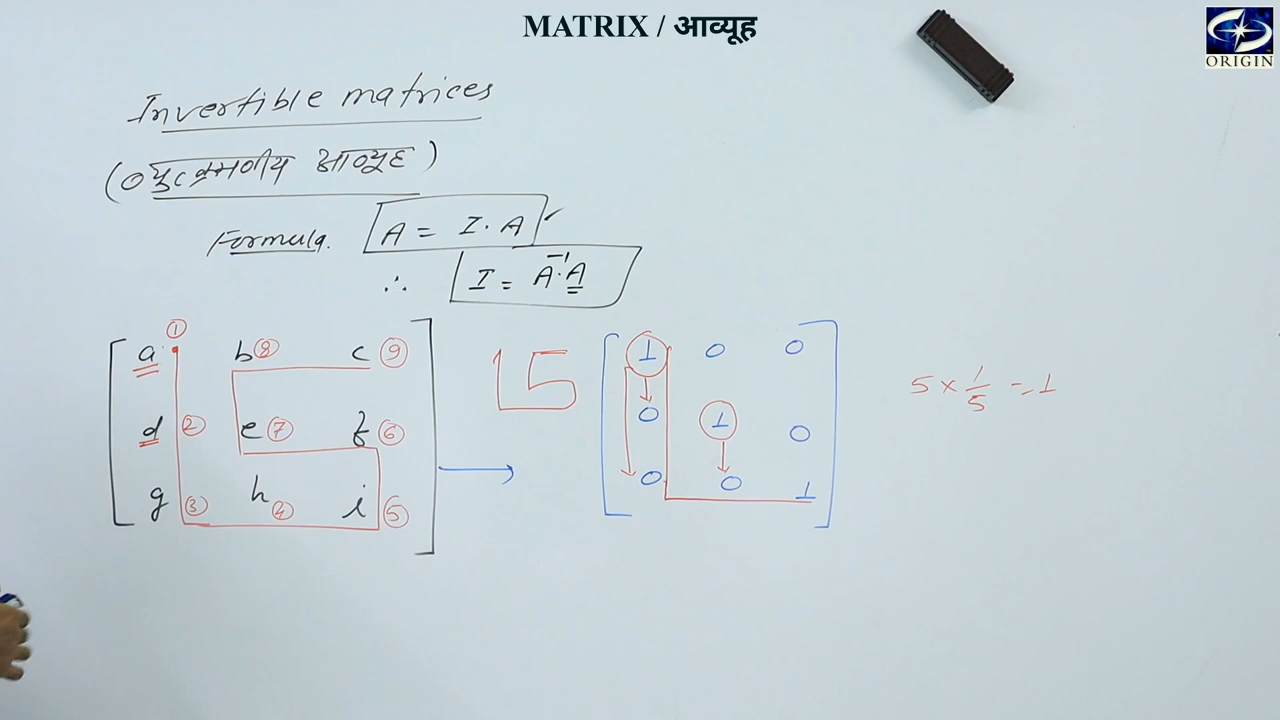 MATRIX / आव्यूह
ORIGIN
Invertible matrices
(व्युत्क्रमणीय आव्यूह)
Formula. A = I . A
∴ I = A⁻¹.A
a ① b ⑧ c ⑨
d ② e ⑦ f ⑥
g ③ h ④ i ⑤
L5
1 0 0
0 1 0
0 0 1
5 × 1/5 = 1